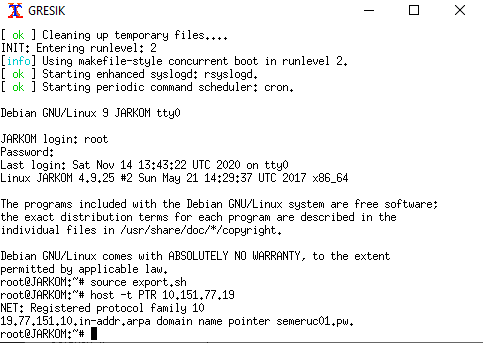 GRESIK
[ ok ] Cleaning up temporary files....
INIT: Entering runlevel: 2
[info] Using makefile-style concurrent boot in runlevel 2.
[ ok ] Starting enhanced syslogd: rsyslogd.
[ ok ] Starting periodic command scheduler: cron.
Debian GNU/Linux 9 JARKOM tty0
JARKOM login: root
Password:
Last login: Sat Nov 14 13:43:22 UTC 2020 on tty0
Linux JARKOM 4.9.25 #2 Sun May 21 14:29:37 UTC 2017 x86_64
The programs included with the Debian GNU/Linux system are free software;
the exact distribution terms for each program are described in the
individual files in /usr/share/doc/*/copyright.
Debian GNU/Linux comes with ABSOLUTELY NO WARRANTY, to the extent
permitted by applicable law.
root@JARKOM:~# source export.sh
root@JARKOM:~# host -t PTR 10.151.77.19
NET: Registered protocol family 10
19.77.151.10.in-addr.arpa domain name pointer semeruc01.pw.
root@JARKOM:~#